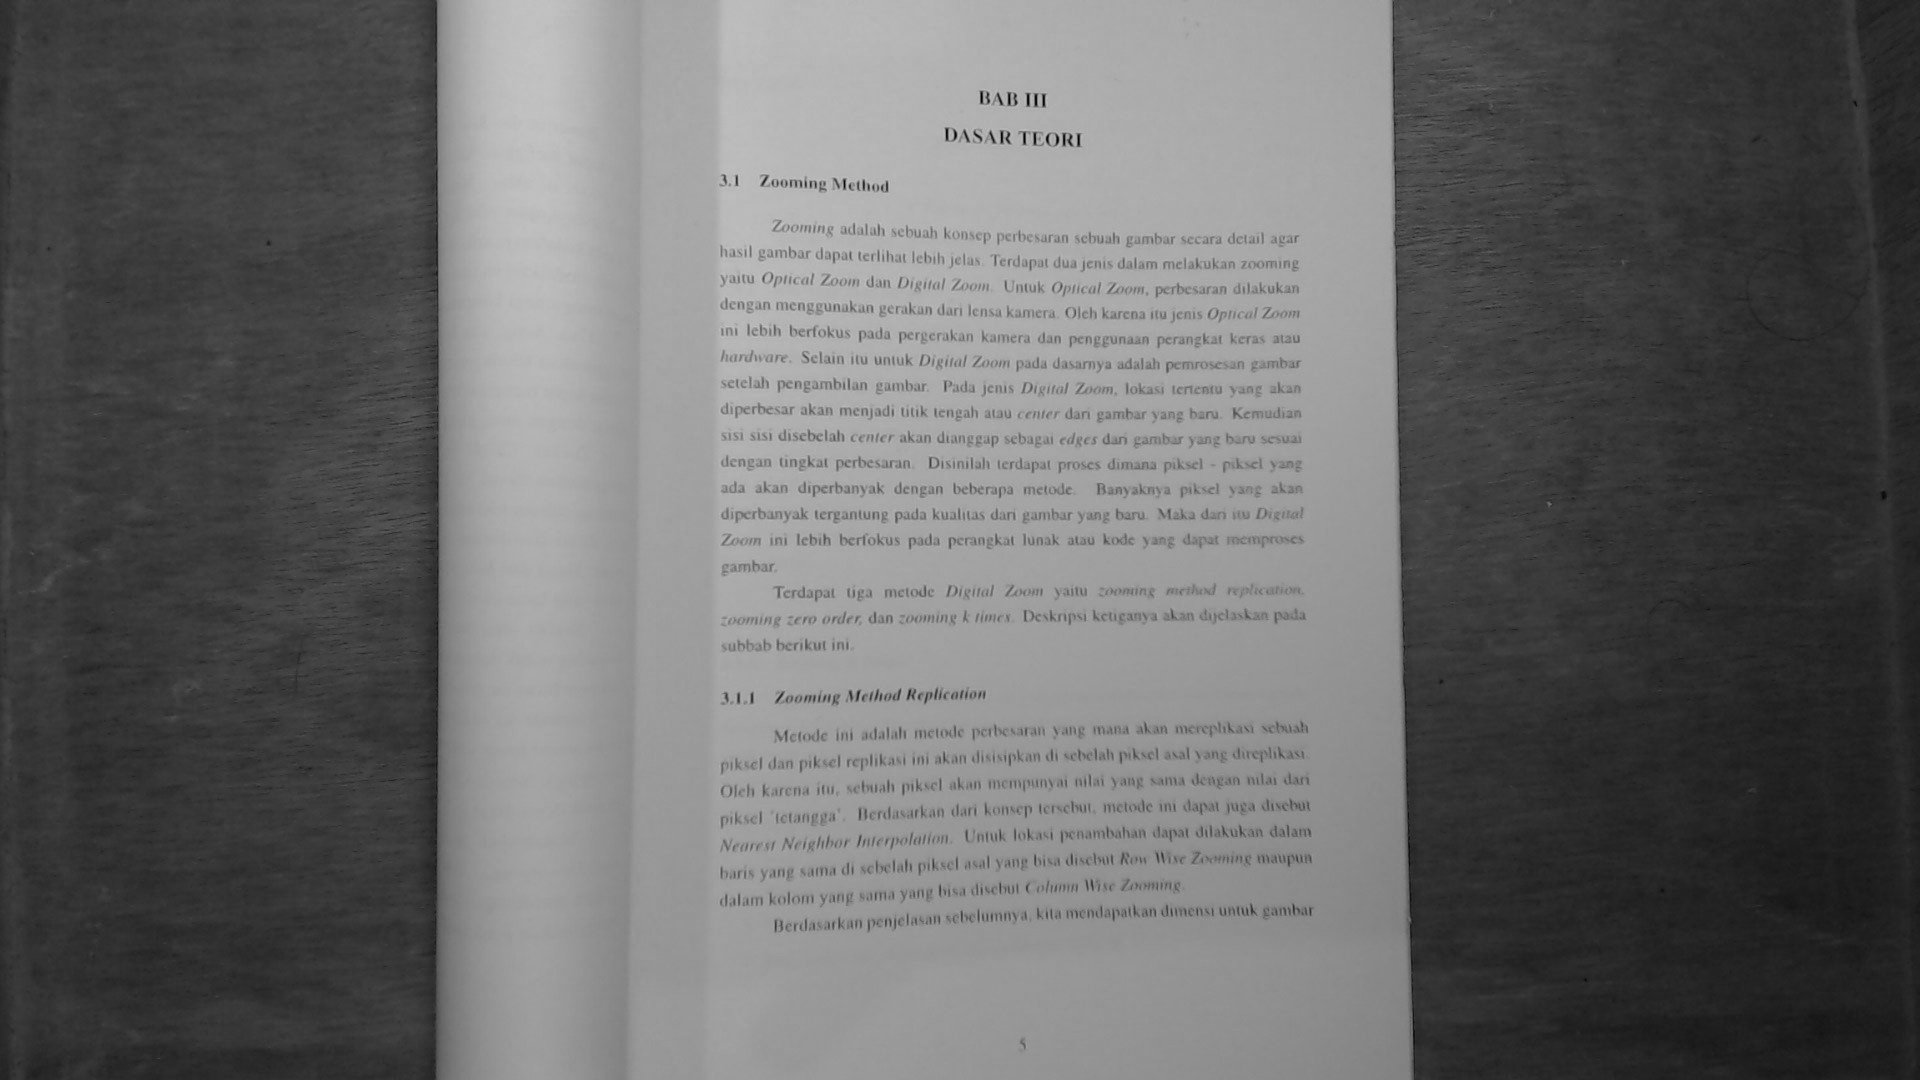 BAB III
DASAR TEORI
3.1 Zooming Method
Zooming adalah sebuah konsep perbesaran sebuah gambar secara detail agar
hasil gambar dapat terlihat lebih jelas. Terdapat dua jenis dalam melakukan zooming
yaitu Optical Zoom dan Digital Zoom. Untuk Optical Zoom, perbesaran dilakukan
dengan menggunakan gerakan dari lensa kamera. Oleh karena itu jenis Optical Zoom
ini lebih berfokus pada pergerakan kamera dan penggunaan perangkat keras atau
hardware. Selain itu untuk Digital Zoom pada dasarnya adalah pemrosesan gambar
setelah pengambilan gambar. Pada jenis Digital Zoom, lokasi tertentu yang akan
diperbesar akan menjadi titik tengah atau center dari gambar yang baru. Kemudian
sisi sisi disebelah center akan dianggap sebagai edges dari gambar yang baru sesuai
dengan tingkat perbesaran. Disinilah terdapat proses dimana piksel - piksel yang
ada akan diperbanyak dengan beberapa metode. Banyaknya piksel yang akan
diperbanyak tergantung pada kualitas dari gambar yang baru. Maka dari itu Digital
Zoom ini lebih berfokus pada perangkat lunak atau kode yang dapat memproses
gambar.
Terdapat tiga metode Digital Zoom yaitu zooming method replication,
zooming zero order, dan zooming k times. Deskripsi ketiganya akan dijelaskan pada
subbab berikut ini.
3.1.1 Zooming Method Replication
Metode ini adalah metode perbesaran yang mana akan mereplikasi sebuah
piksel dan piksel replikasi ini akan disisipkan di sebelah piksel asal yang direplikasi.
Oleh karena itu, sebuah piksel akan mempunyai nilai yang sama dengan nilai dari
piksel 'tetangga'. Berdasarkan dari konsep tersebut, metode ini dapat juga disebut
Nearest Neighbor Interpolation. Untuk lokasi penambahan dapat dilakukan dalam
baris yang sama di sebelah piksel asal yang bisa disebut Row Wise Zooming maupun
dalam kolom yang sama yang bisa disebut Column Wise Zooming.
Berdasarkan penjelasan sebelumnya, kita mendapatkan dimensi untuk gambar
5